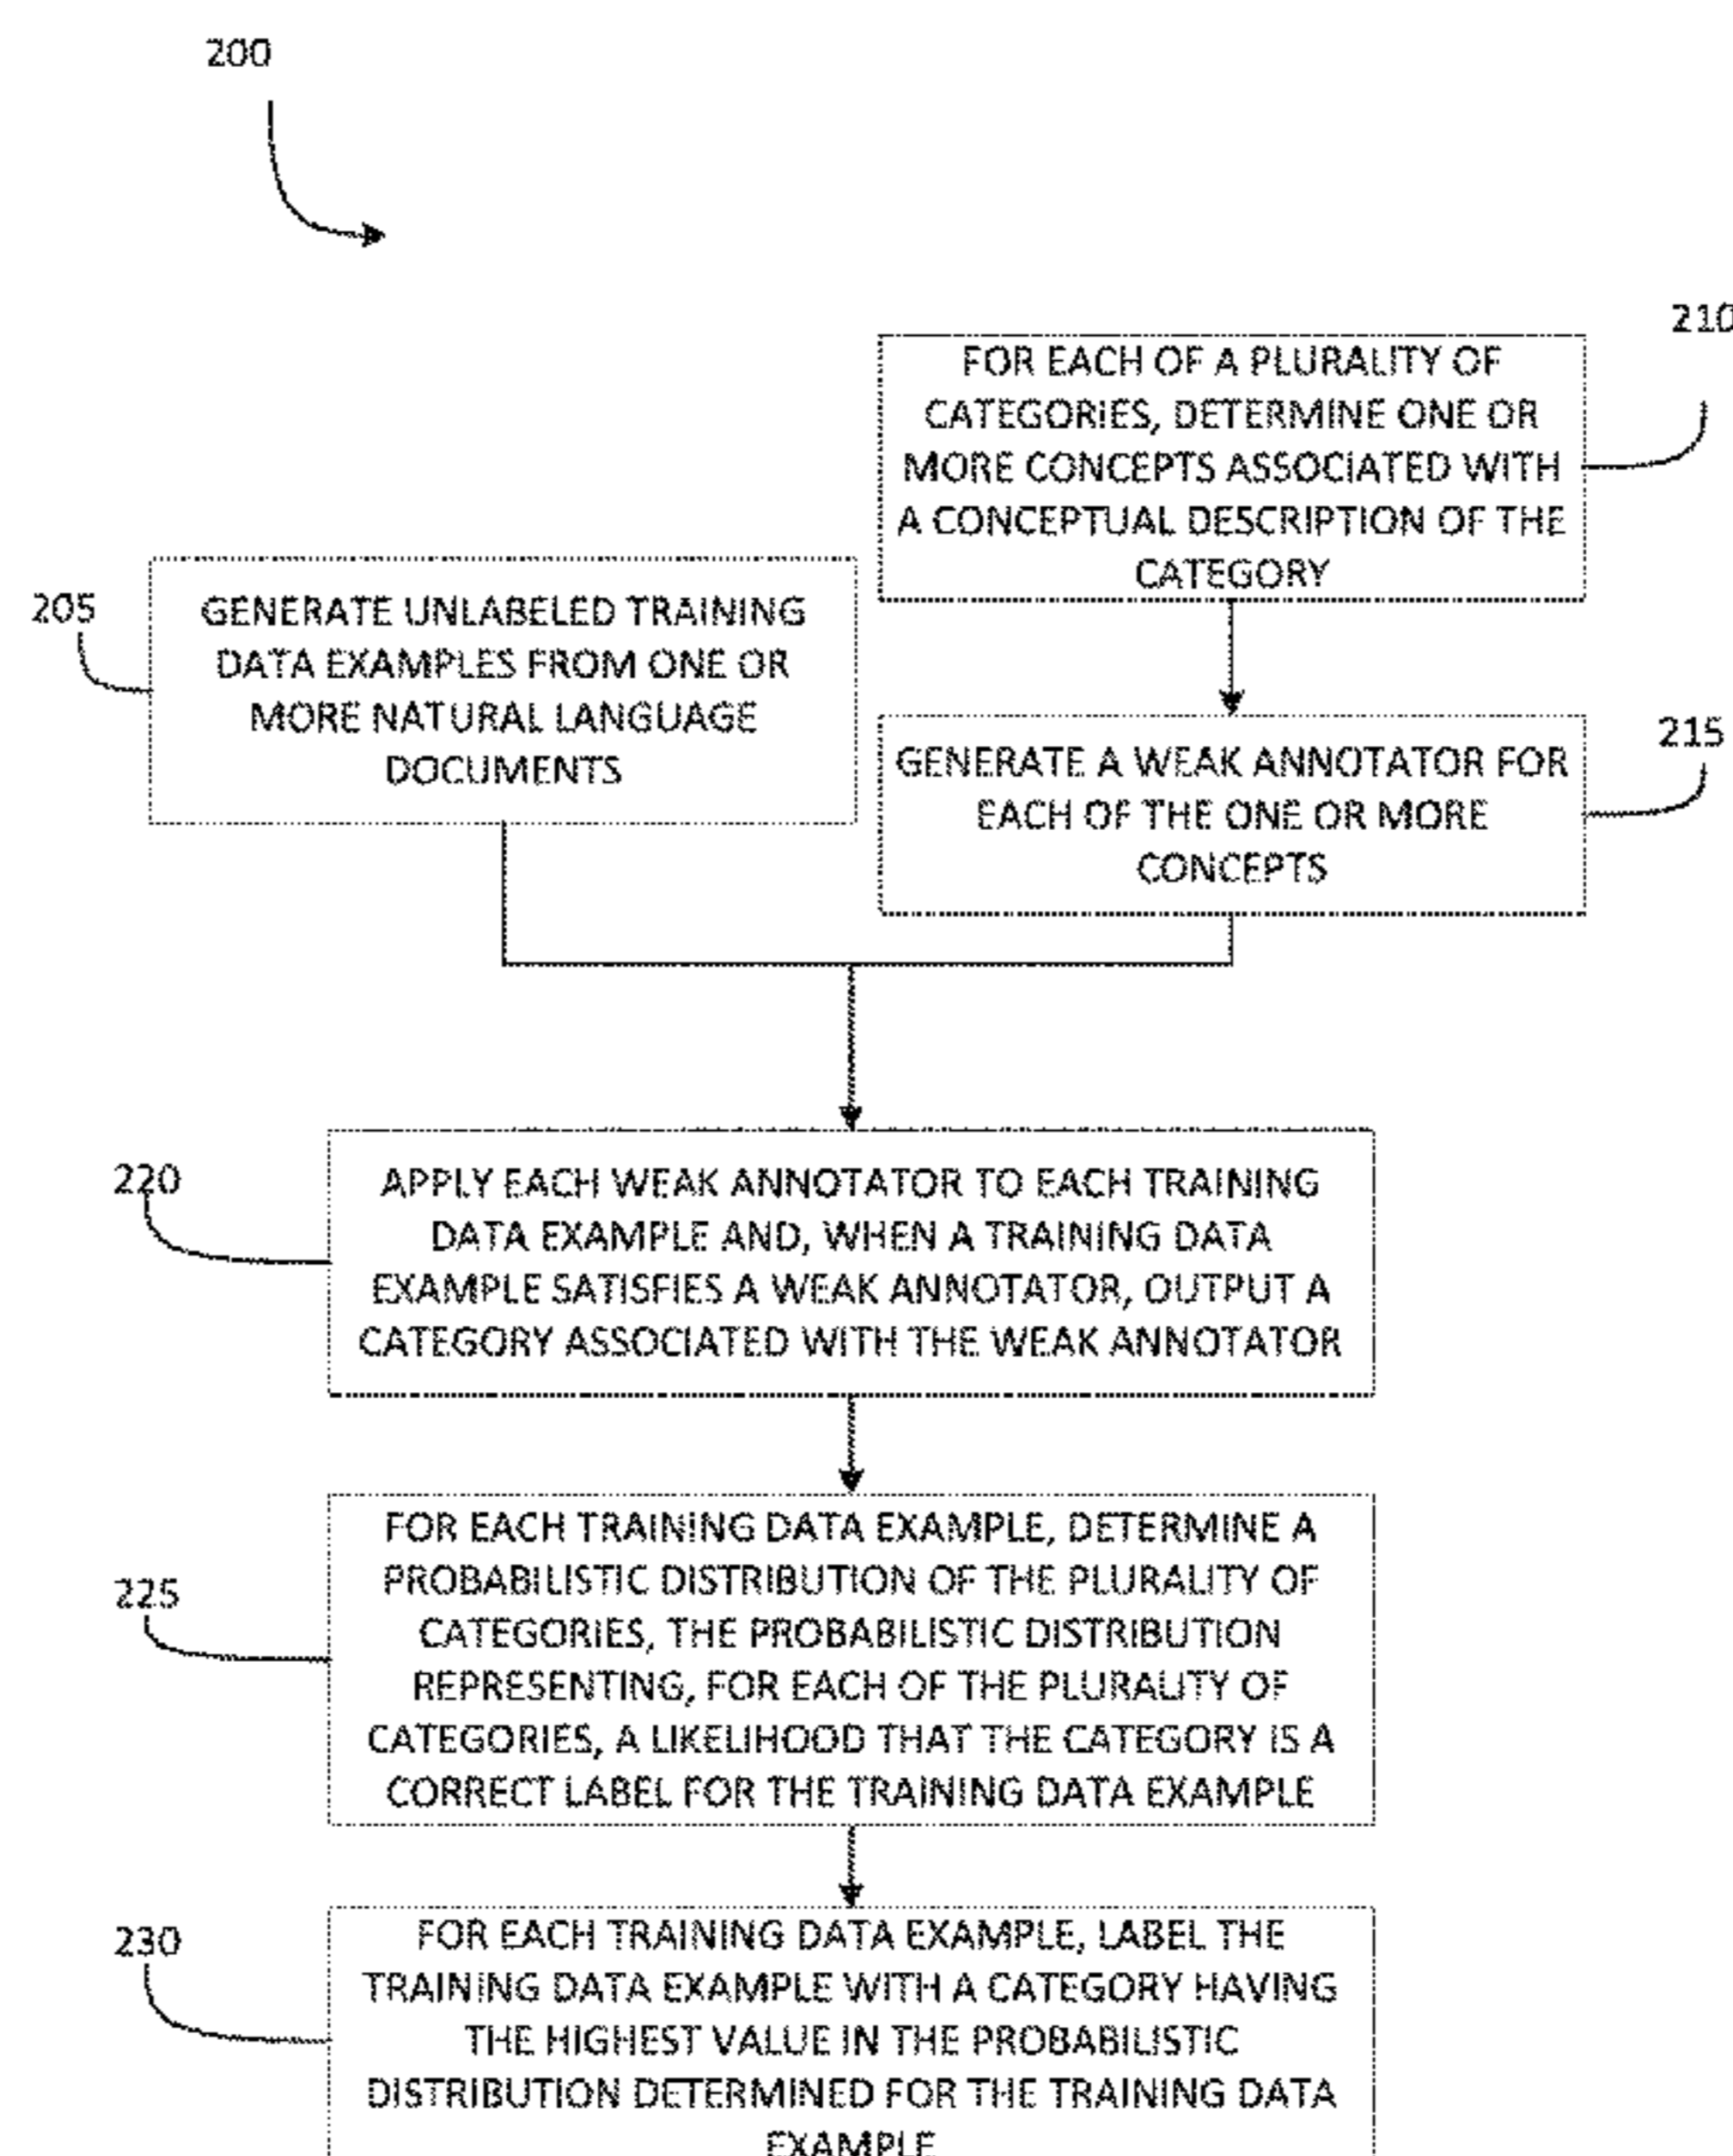 200
210
FOR EACH OF A PLURALITY OF
CATEGORIES, DETERMINE ONE OR
MORE CONCEPTS ASSOCIATED WITH
A CONCEPTUAL DESCRIPTION OF THE
CATEGORY
205
GENERATE UNLABELED TRAINING
DATA EXAMPLES FROM ONE OR
MORE NATURAL LANGUAGE
DOCUMENTS
215
GENERATE A WEAK ANNOTATOR FOR
EACH OF THE ONE OR MORE
CONCEPTS
220
APPLY EACH WEAK ANNOTATOR TO EACH TRAINING
DATA EXAMPLE AND, WHEN A TRAINING DATA
EXAMPLE SATISFIES A WEAK ANNOTATOR, OUTPUT A
CATEGORY ASSOCIATED WITH THE WEAK ANNOTATOR
225
FOR EACH TRAINING DATA EXAMPLE, DETERMINE A
PROBABILISTIC DISTRIBUTION OF THE PLURALITY OF
CATEGORIES, THE PROBABILISTIC DISTRIBUTION
REPRESENTING, FOR EACH OF THE PLURALITY OF
CATEGORIES, A LIKELIHOOD THAT THE CATEGORY IS A
CORRECT LABEL FOR THE TRAINING DATA EXAMPLE
230
FOR EACH TRAINING DATA EXAMPLE, LABEL THE
TRAINING DATA EXAMPLE WITH A CATEGORY HAVING
THE HIGHEST VALUE IN THE PROBABILISTIC
DISTRIBUTION DETERMINED FOR THE TRAINING DATA
EXAMPLE